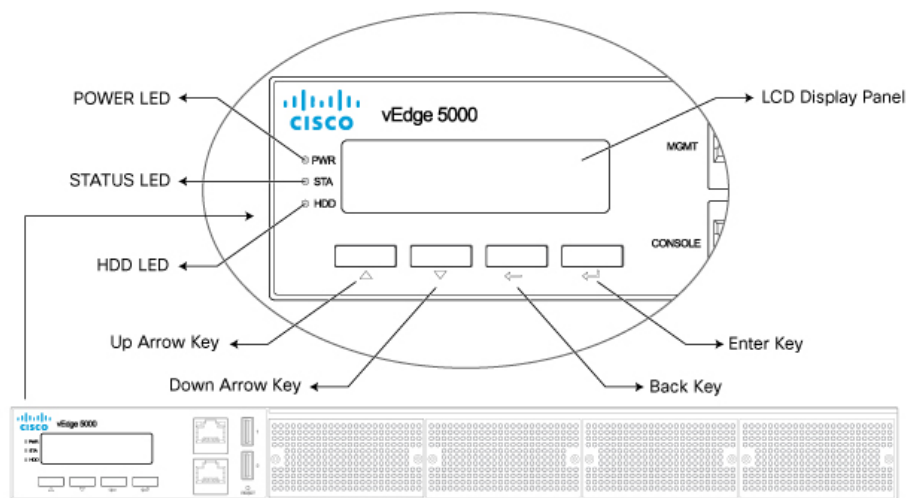 POWER LED
STATUS LED
HDD LED
Up Arrow Key
Down Arrow Key
CISCO
vEdge 5000
PWR
STA
HDD
MGMT
CONSOLE
LCD Display Panel
Enter Key
Back Key
CISCO
vEdge 5000
PWR
STA
HDD
RESET